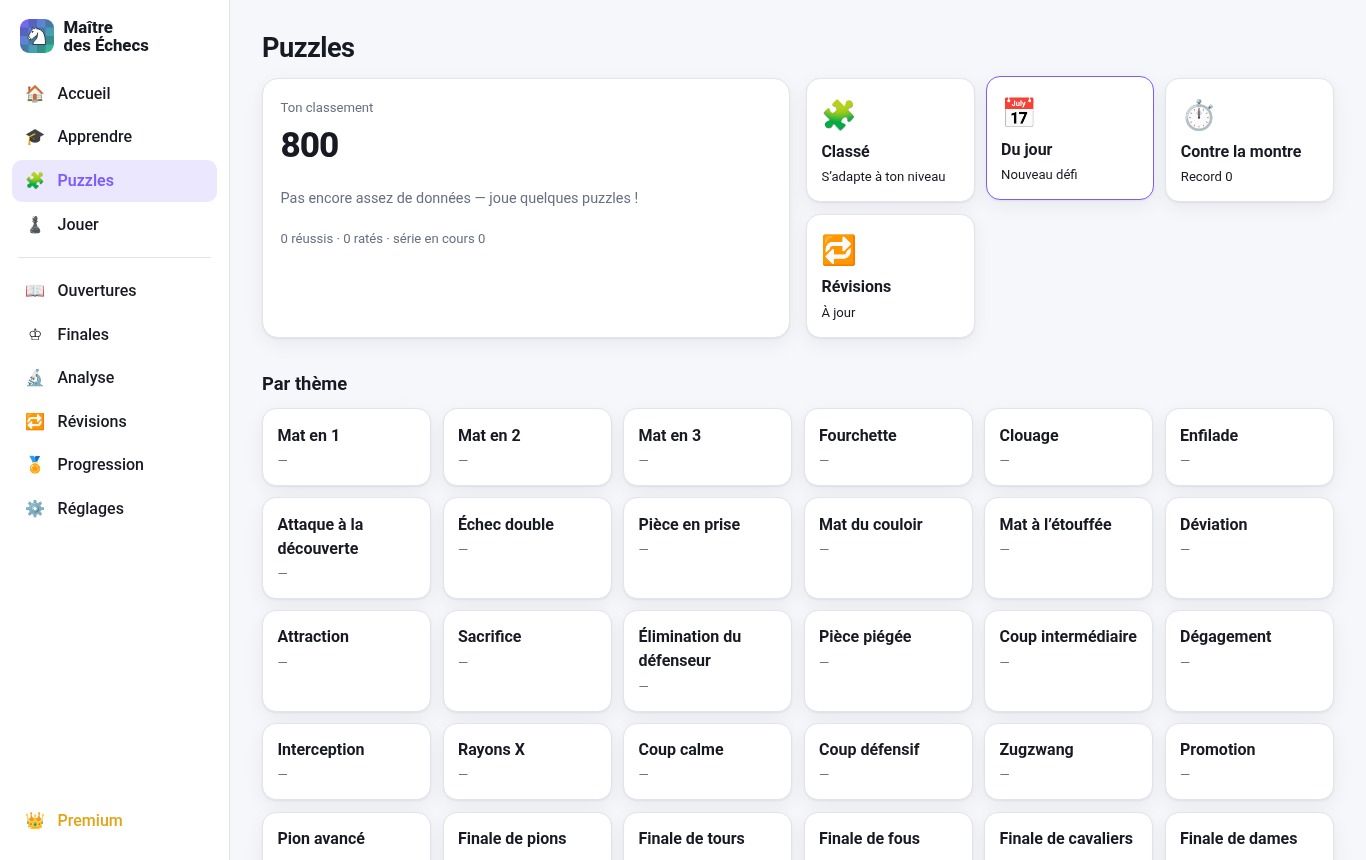 Maître
des Échecs
Accueil
Apprendre
Puzzles
Jouer
Ouvertures
Finales
Analyse
Révisions
Progression
Réglages
Premium
Puzzles
Ton classement
800
Pas encore assez de données — joue quelques puzzles !
0 réussis · 0 ratés · série en cours 0
Classé
S’adapte à ton niveau
July
17
Du jour
Nouveau défi
Contre la montre
Record 0
Révisions
À jour
Par thème
Mat en 1
—
Mat en 2
—
Mat en 3
—
Fourchette
—
Clouage
—
Enfilade
—
Attaque à la
découverte
—
Échec double
—
Pièce en prise
—
Mat du couloir
—
Mat à l’étouffée
—
Déviation
—
Attraction
—
Sacrifice
—
Élimination du
défenseur
—
Pièce piégée
—
Coup intermédiaire
—
Dégagement
—
Interception
—
Rayons X
—
Coup calme
—
Coup défensif
—
Zugzwang
—
Promotion
—
Pion avancé
Finale de pions
Finale de tours
Finale de fous
Finale de cavaliers
Finale de dames